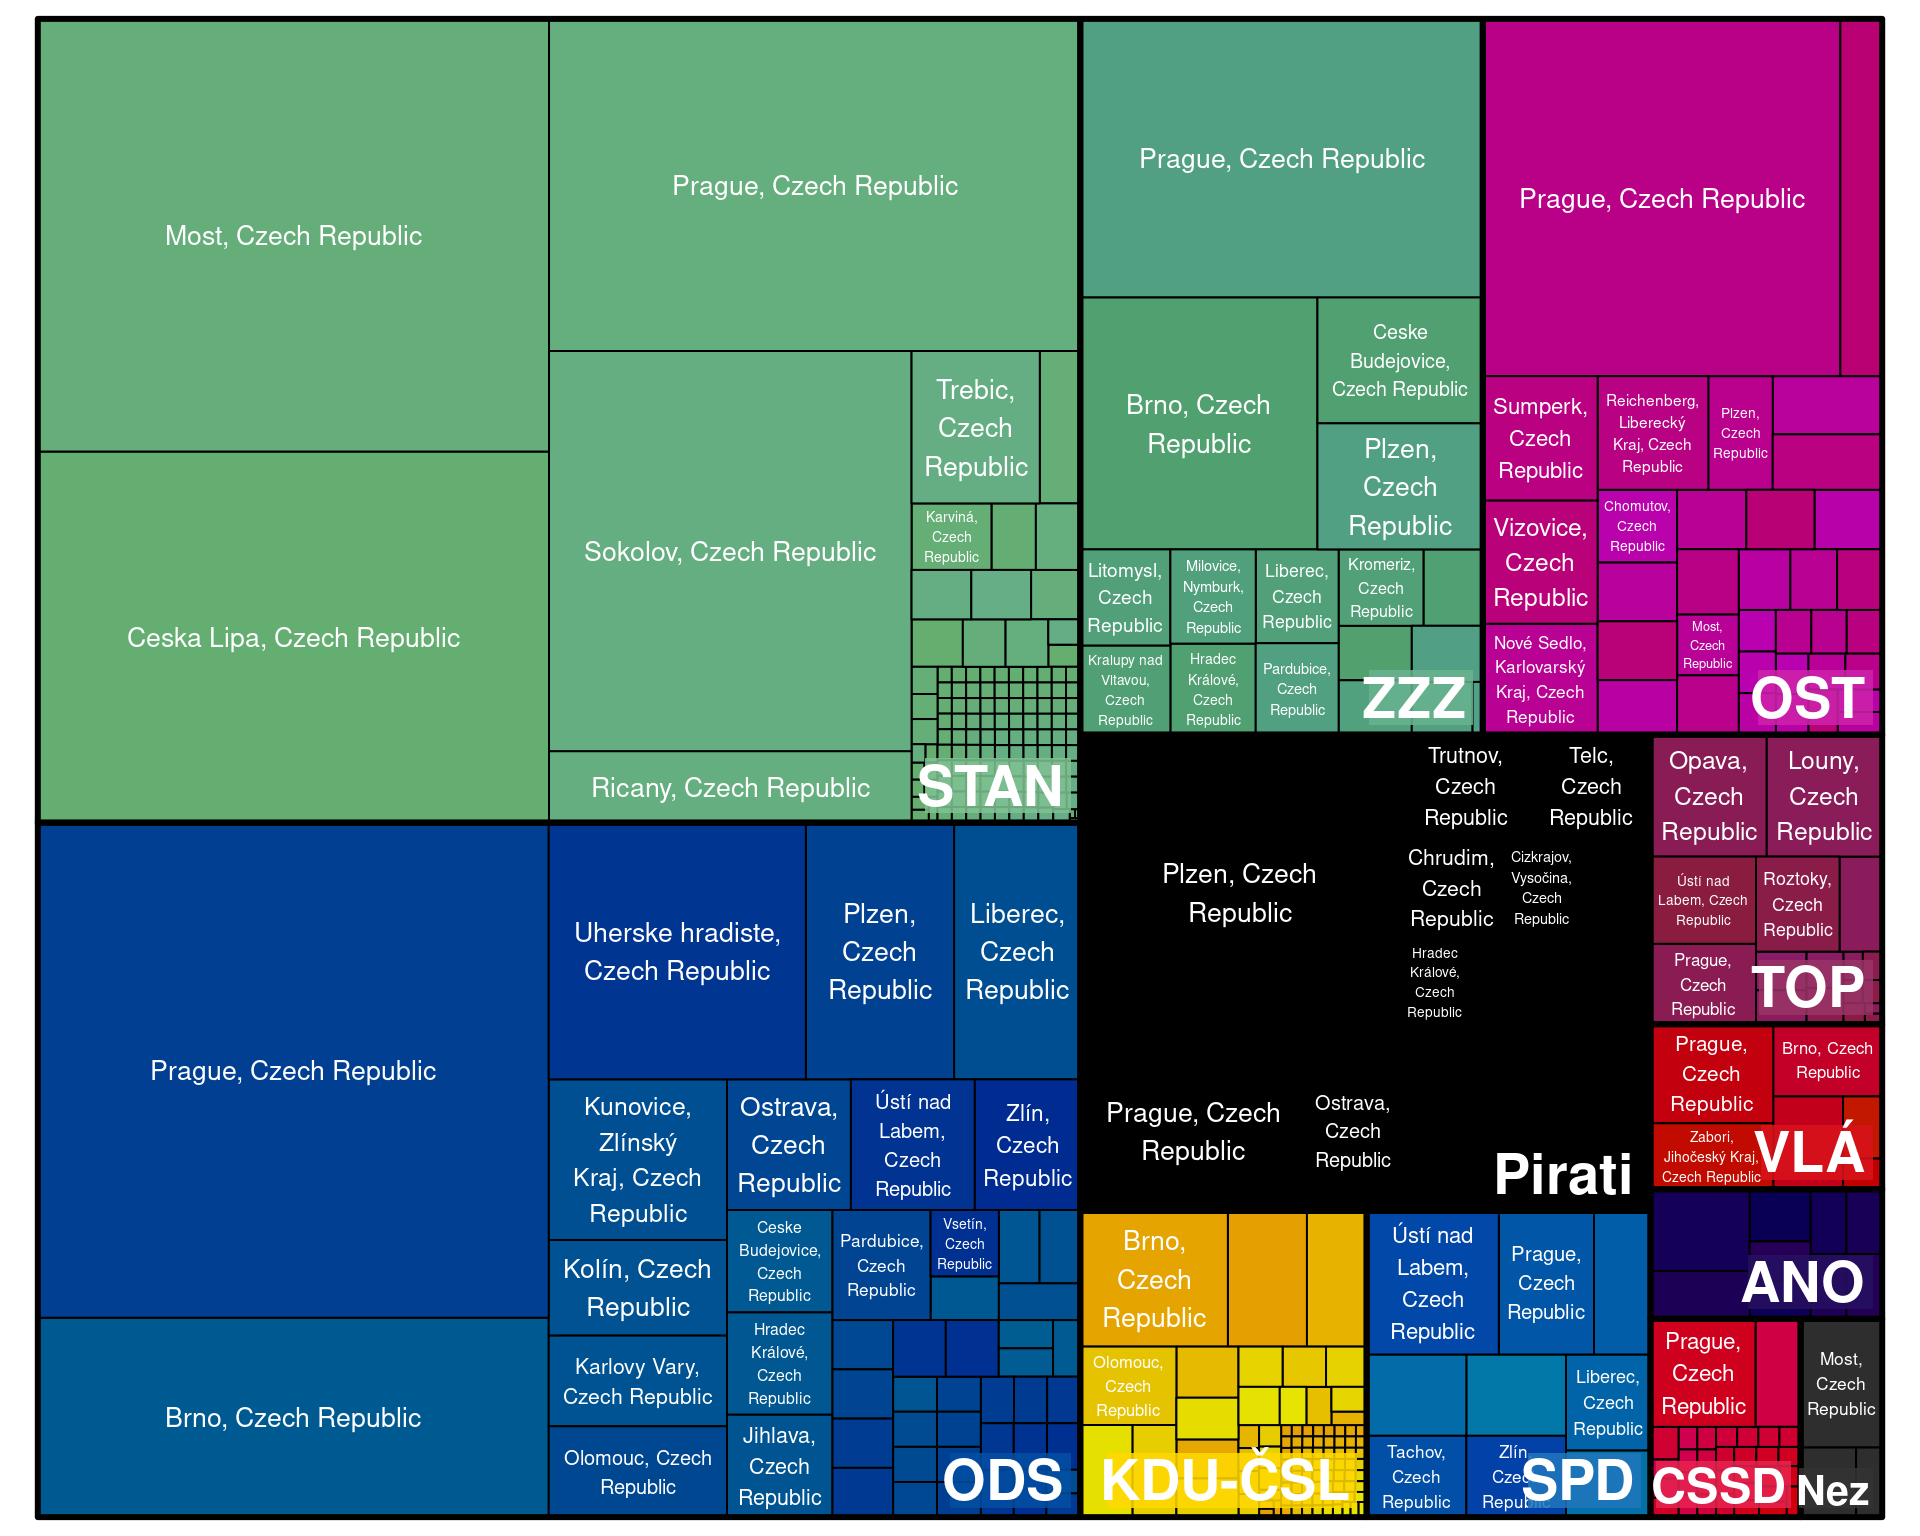 Most, Czech Republic
Prague, Czech Republic
Ceska Lipa, Czech Republic
Sokolov, Czech Republic
Trebic,
Czech
Republic
Karviná,
Czech
Republic
Ricany, Czech Republic
STAN
Prague, Czech Republic
Brno, Czech
Republic
Ceske
Budejovice,
Czech Republic
Plzen,
Czech
Republic
Litomysl,
Czech
Republic
Milovice,
Nymburk,
Czech
Republic
Liberec,
Czech
Republic
Kromeriz,
Czech
Republic
Kralupy nad
Vltavou,
Czech
Republic
Hradec
Králové,
Czech
Republic
Pardubice,
Czech
Republic
ZZZ
Prague, Czech Republic
Sumperk,
Czech
Republic
Reichenberg,
Liberecký
Kraj, Czech
Republic
Plzen,
Czech
Republic
Vizovice,
Czech
Republic
Chomutov,
Czech
Republic
Nové Sedlo,
Karlovarský
Kraj, Czech
Republic
Most,
Czech
Republic
OST
Prague, Czech Republic
Brno, Czech Republic
Uherske hradiste,
Czech Republic
Plzen,
Czech
Republic
Liberec,
Czech
Republic
Kunovice,
Zlínský
Kraj, Czech
Republic
Ostrava,
Czech
Republic
Ústí nad
Labem,
Czech
Republic
Zlín,
Czech
Republic
Kolín, Czech
Republic
Karlovy Vary,
Czech Republic
Olomouc, Czech
Republic
Ceske
Budejovice,
Czech
Republic
Pardubice,
Czech
Republic
Vsetín,
Czech
Republic
Hradec
Králové,
Czech
Republic
Jihlava,
Czech
Republic
ODS
Plzen, Czech
Republic
Trutnov,
Czech
Republic
Telc,
Czech
Republic
Chrudim,
Czech
Republic
Cizkrajov,
Vysočina,
Czech
Republic
Hradec
Králové,
Czech
Republic
Prague, Czech
Republic
Ostrava,
Czech
Republic
Pirati
Opava,
Czech
Republic
Louny,
Czech
Republic
Ústí nad
Labem, Czech
Republic
Roztoky,
Czech
Republic
Prague,
Czech
Republic
TOP
Prague,
Czech
Republic
Brno, Czech
Republic
Zabori,
Jihočeský Kraj,
Czech Republic
VLÁ
ANO
Brno,
Czech
Republic
Olomouc,
Czech
Republic
KDU-ČSL
Ústí nad
Labem,
Czech
Republic
Prague,
Czech
Republic
Liberec,
Czech
Republic
Tachov,
Czech
Republic
Zlín
SPD
Prague,
Czech
Republic
CSSD
Most,
Czech
Republic
Nez